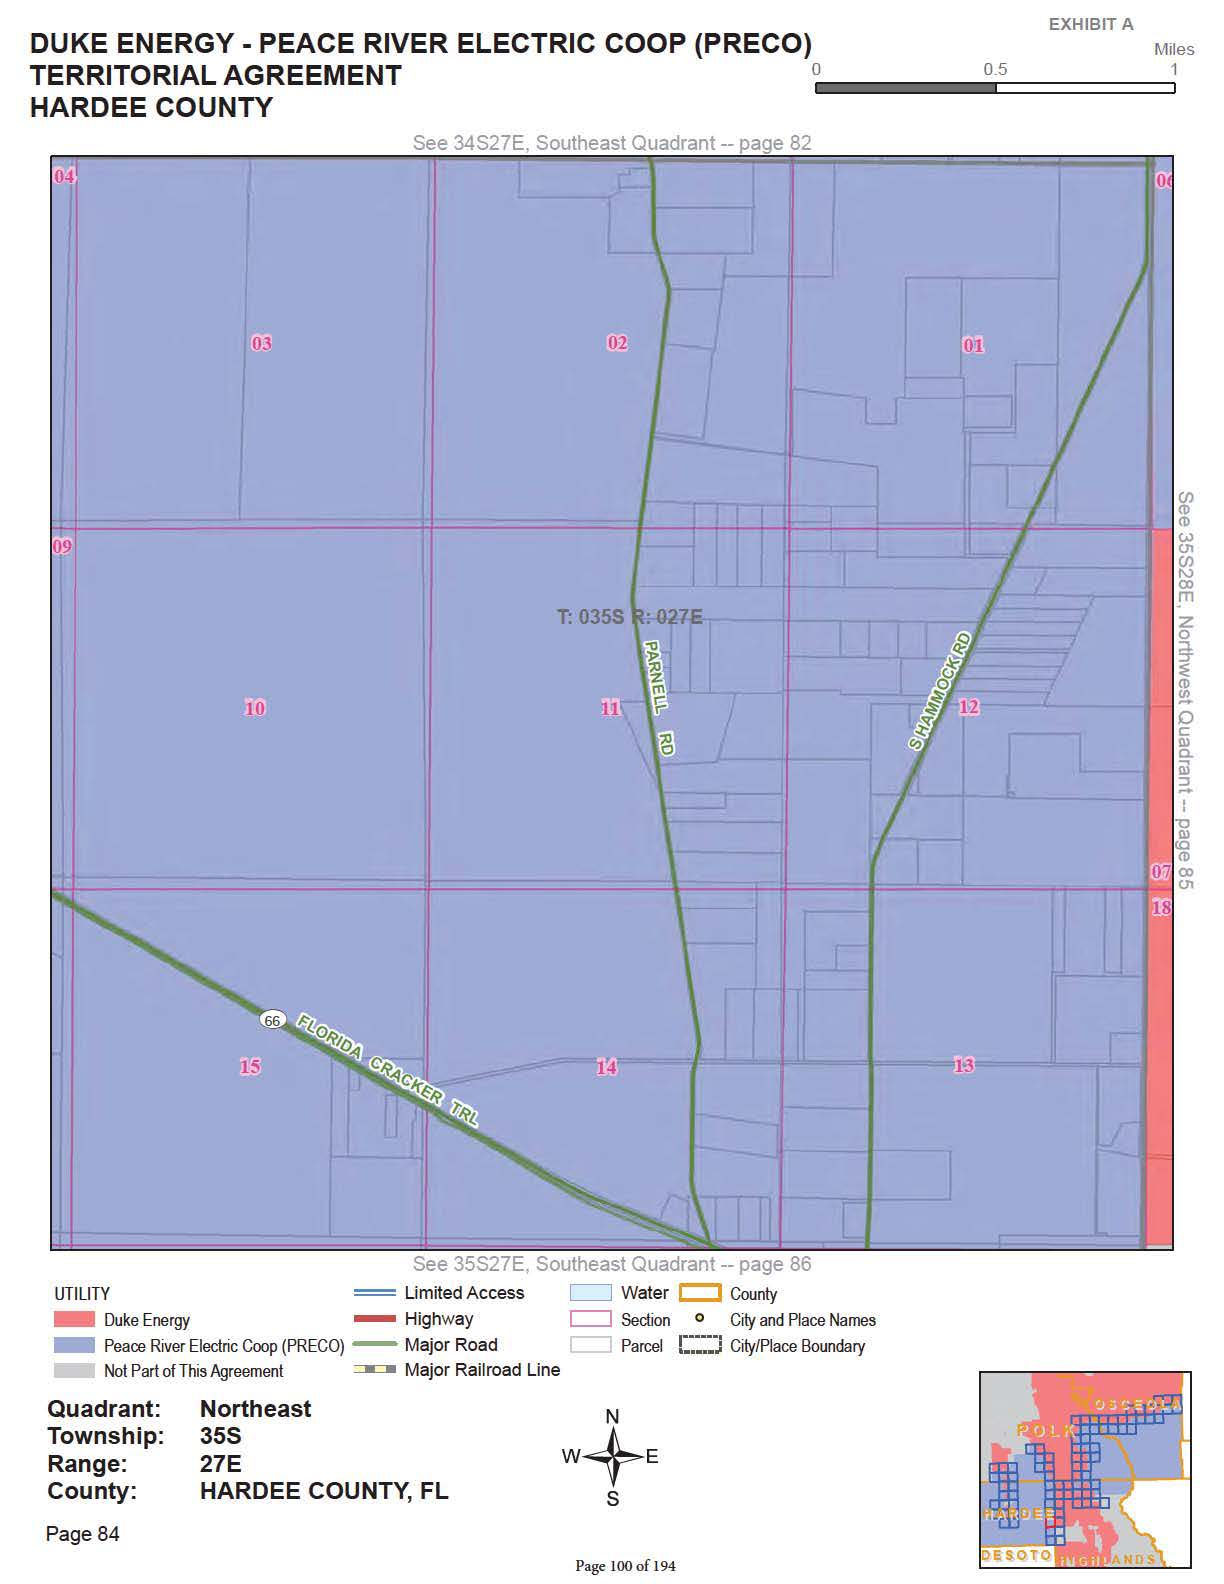 EXHIBIT A
DUKE ENERGY - PEACE RIVER ELECTRIC COOP (PRECO)
TERRITORIAL AGREEMENT
HARDEE COUNTY
Miles
0 0.5 1
See 34S27E, Southeast Quadrant -- page 82
04
06
03
02
01
09
T: 035S R: 027E
PARNELL RD
S HAMMOCK RD
10
11
12
07
18
See 35S28E, Northwest Quadrant -- page 85
66
FLORIDA CRACKER TRL
15
14
13
See 35S27E, Southeast Quadrant -- page 86
UTILITY
Duke Energy
Peace River Electric Coop (PRECO)
Not Part of This Agreement
Limited Access
Highway
Major Road
Major Railroad Line
Water
Section
Parcel
County
City and Place Names
City/Place Boundary
Quadrant: Northeast
Township: 35S
Range: 27E
County: HARDEE COUNTY, FL
Page 84
N
W E
S
OSCEOLA
POLK
HARDEE
DESOTO
HIGHLANDS
Page 100 of 194